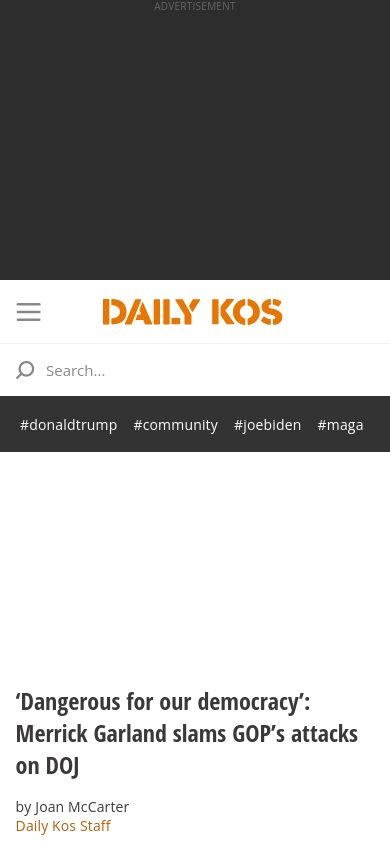 ADVERTISEMENT
DAILY KOS
Search...
#donaldtrump #community #joebiden #maga
‘Dangerous for our democracy’:
Merrick Garland slams GOP’s attacks
on DOJ
by Joan McCarter
Daily Kos Staff